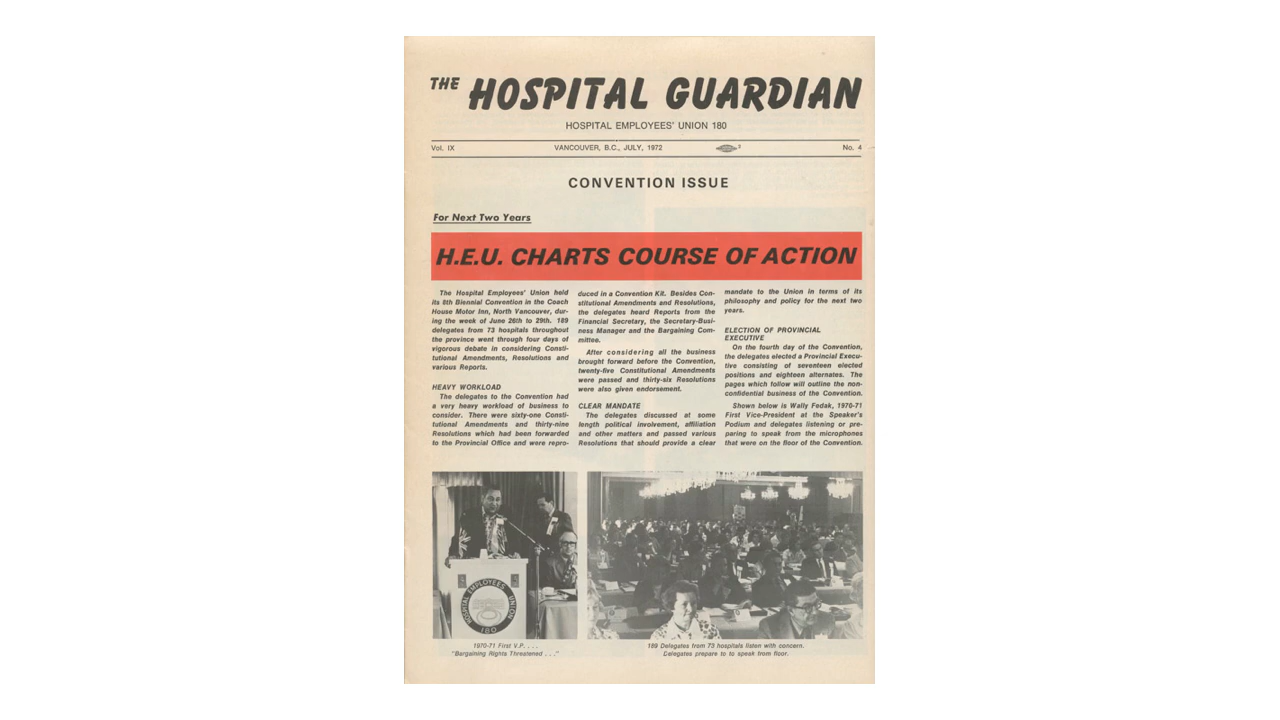 THE HOSPITAL GUARDIAN
HOSPITAL EMPLOYEES' UNION 180
Vol. IX VANCOUVER, B.C., JULY, 1972 No. 4
CONVENTION ISSUE
For Next Two Years
H.E.U. CHARTS COURSE OF ACTION
The Hospital Employees' Union held
its 8th Biennial Convention in the Coach
House Motor Inn, North Vancouver, dur-
ing the week of June 26th to 29th. 189
delegates from 73 hospitals throughout
the province went through four days of
vigorous debate in considering Consti-
tutional Amendments, Resolutions and
various Reports.
HEAVY WORKLOAD
The delegates to the Convention had
a very heavy workload of business to
consider. There were sixty-one Consti-
tutional Amendments and thirty-nine
Resolutions which had been forwarded
to the Provincial Office and were repro-
duced in a Convention Kit. Besides Con-
stitutional Amendments and Resolutions,
the delegates heard Reports from the
Financial Secretary, the Secretary-Busi-
ness Manager and the Bargaining Com-
mittee.
After considering all the business
brought forward before the Convention,
twenty-five Constitutional Amendments
were passed and thirty-six Resolutions
were also given endorsement.
CLEAR MANDATE
The delegates discussed at some
length political involvement, affiliation
and other matters and passed various
Resolutions that should provide a clear
mandate to the Union in terms of its
philosophy and policy for the next two
years.
ELECTION OF PROVINCIAL
EXECUTIVE
On the fourth day of the Convention,
the delegates elected a Provincial Execu-
tive consisting of seventeen elected
positions and eighteen alternates. The
pages which follow will outline the non-
confidential business of the Convention.
Shown below is Wally Fedak, 1970-71
First Vice-President at the Speaker's
Podium and delegates listening or pre-
paring to speak from the microphones
that were on the floor of the Convention.
HOSPITAL EMPLOYEES' UNION
180
1970-71 First V.P. . . .
"Bargaining Rights Threatened . . ."
189 Delegates from 73 hospitals listen with concern.
Delegates prepare to to speak from floor.